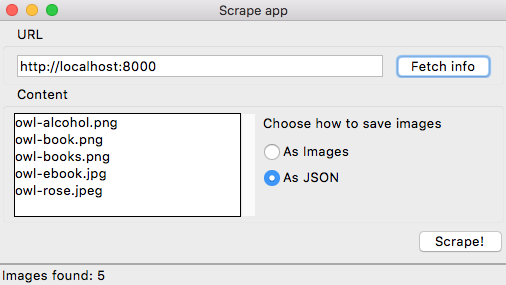 Scrape app
URL
http://localhost:8000
Fetch info
Content
owl-alcohol.png
owl-book.png
owl-books.png
owl-ebook.jpg
owl-rose.jpeg
Choose how to save images
As Images
As JSON
Scrape!
Images found: 5